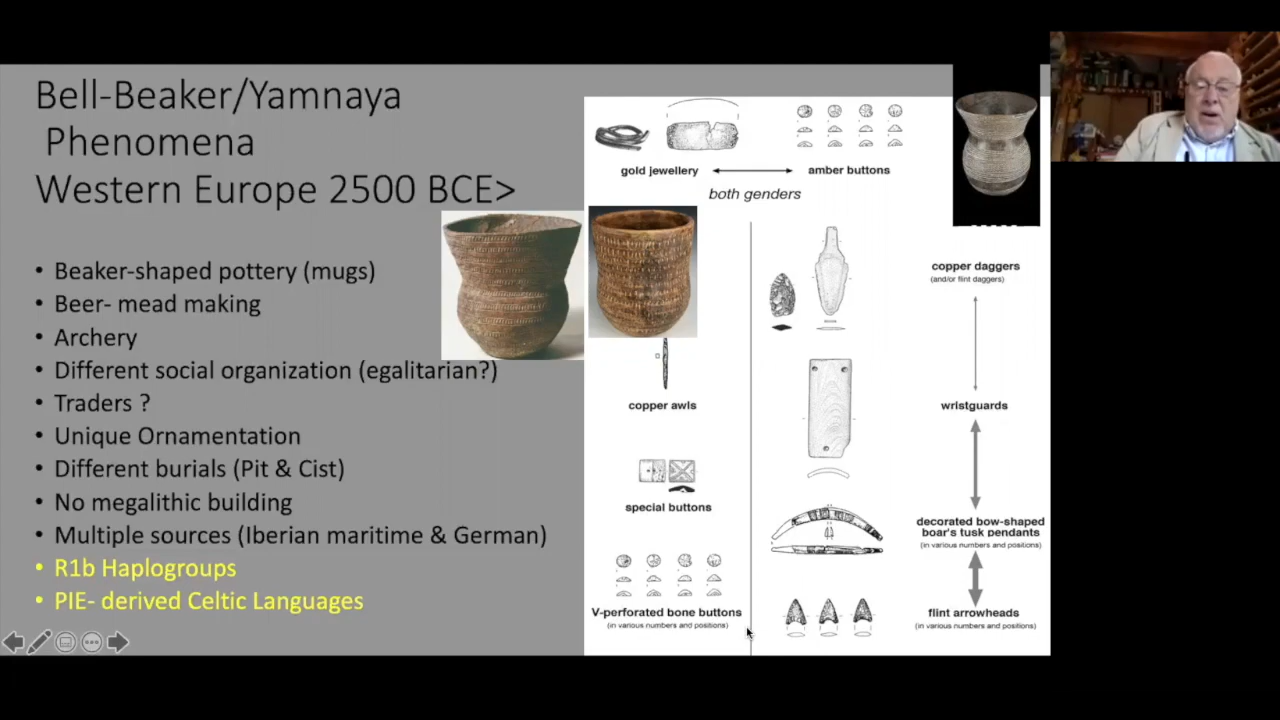 Bell-Beaker/Yamnaya
Phenomena
Western Europe 2500 BCE>
• Beaker-shaped pottery (mugs)
• Beer- mead making
• Archery
• Different social organization (egalitarian?)
• Traders ?
• Unique Ornamentation
• Different burials (Pit & Cist)
• No megalithic building
• Multiple sources (Iberian maritime & German)
• R1b Haplogroups
• PIE- derived Celtic Languages
gold jewellery
amber buttons
both genders
copper daggers
(and/or flint daggers)
copper awls
wristguards
special buttons
decorated bow-shaped
boar's tusk pendants
(in various numbers and positions)
V-perforated bone buttons
(in various numbers and positions)
flint arrowheads
(in various numbers and positions)